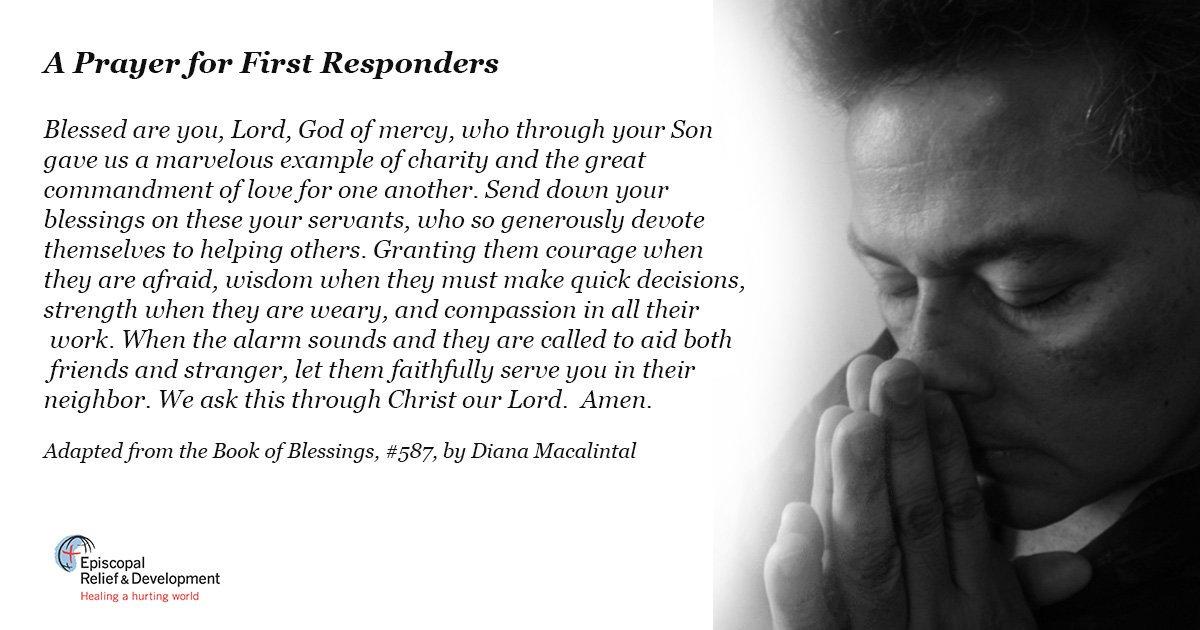 A Prayer for First Responders
Blessed are you, Lord, God of mercy, who through your Son
gave us a marvelous example of charity and the great
commandment of love for one another. Send down your
blessings on these your servants, who so generously devote
themselves to helping others. Granting them courage when
they are afraid, wisdom when they must make quick decisions,
strength when they are weary, and compassion in all their
work. When the alarm sounds and they are called to aid both
friends and stranger, let them faithfully serve you in their
neighbor. We ask this through Christ our Lord.  Amen.
Adapted from the Book of Blessings, #587, by Diana Macalintal
Episcopal
Relief & Development
Healing a hurting world